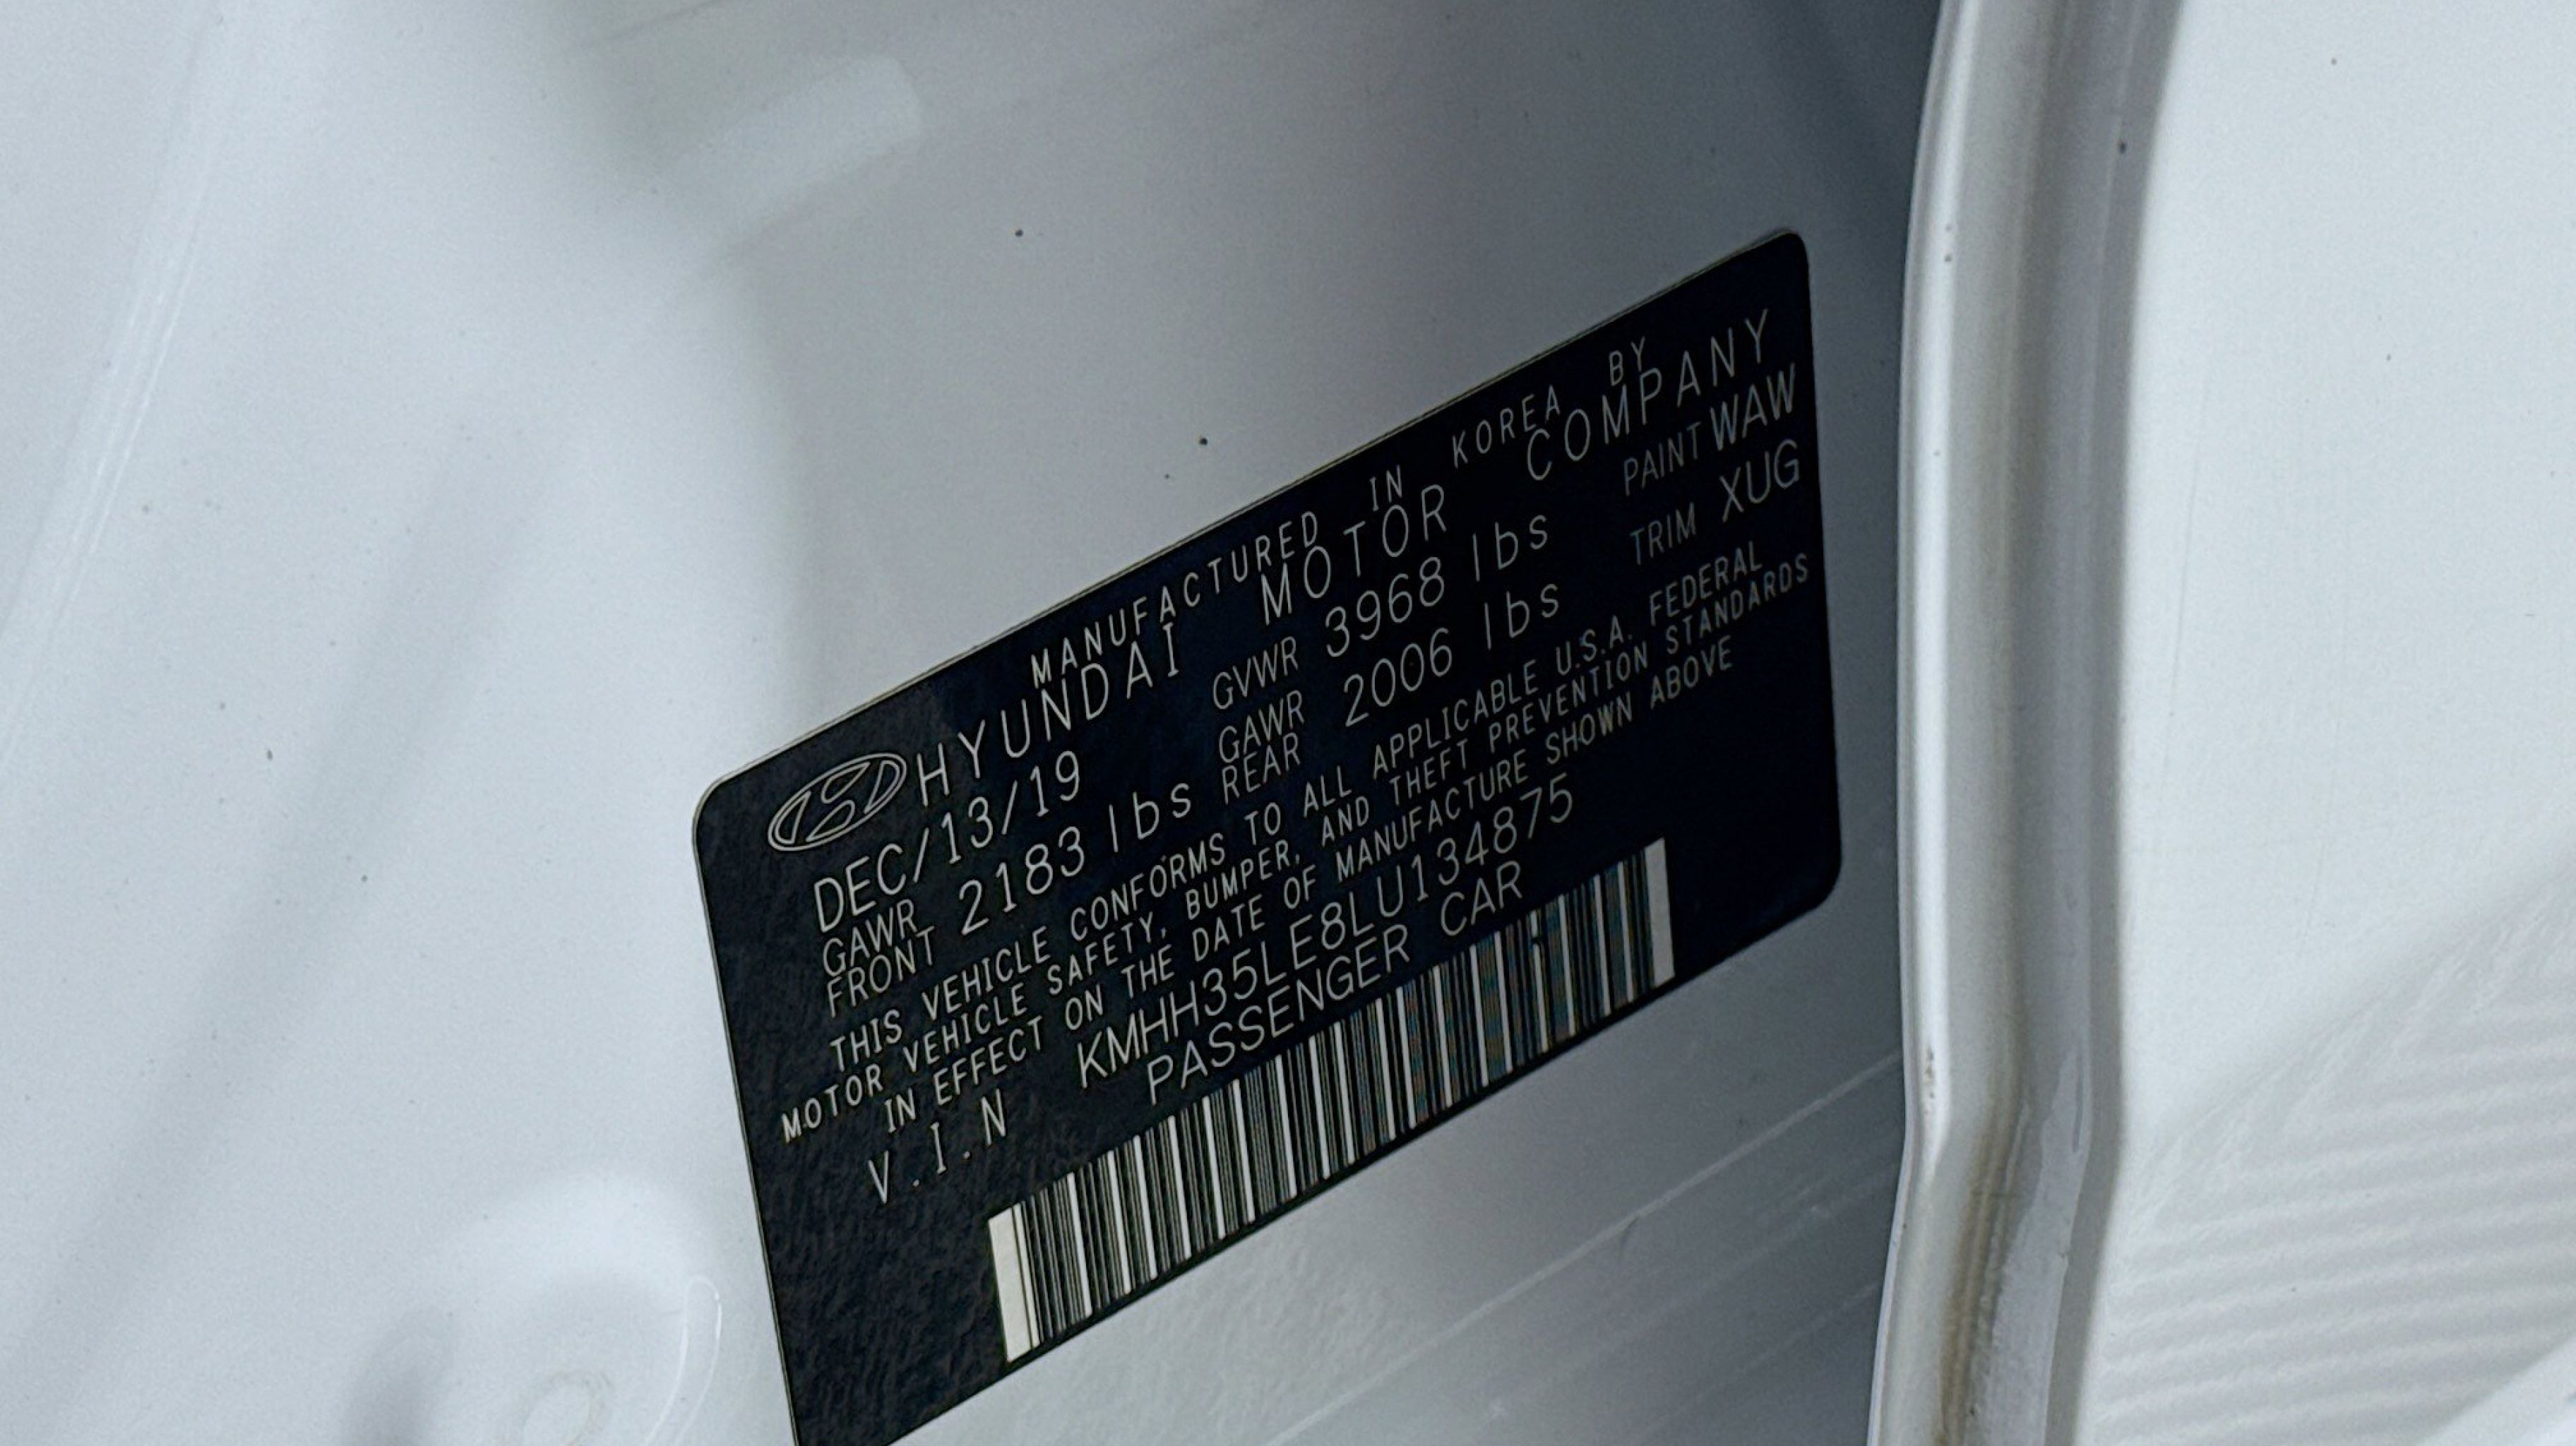 MANUFACTURED IN KOREA BY
HYUNDAI MOTOR COMPANY
DEC/13/19 GVWR 3968 lbs PAINT WAW
GAWR FRONT 2183 lbs GAWR REAR 2006 lbs TRIM XUG
THIS VEHICLE CONFORMS TO ALL APPLICABLE U.S.A. FEDERAL
MOTOR VEHICLE SAFETY, BUMPER, AND THEFT PREVENTION STANDARDS
IN EFFECT ON THE DATE OF MANUFACTURE SHOWN ABOVE
V.I.N KMHH35LE8LU134875
PASSENGER CAR